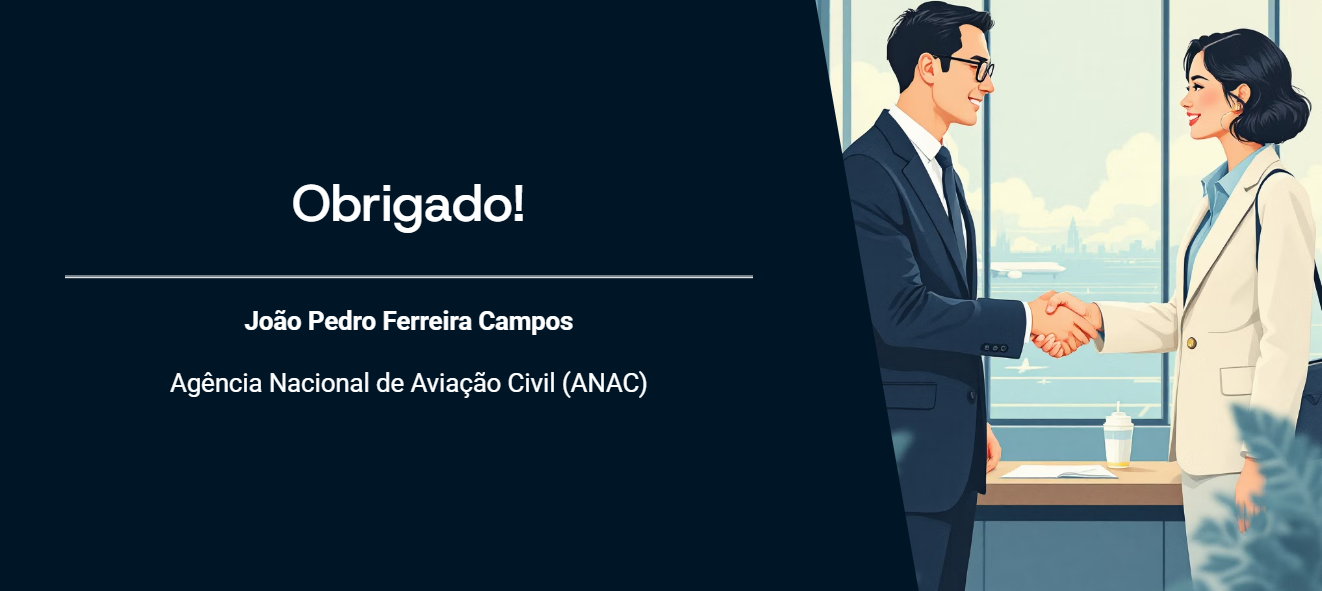 Obrigado!
João Pedro Ferreira Campos
Agência Nacional de Aviação Civil (ANAC)